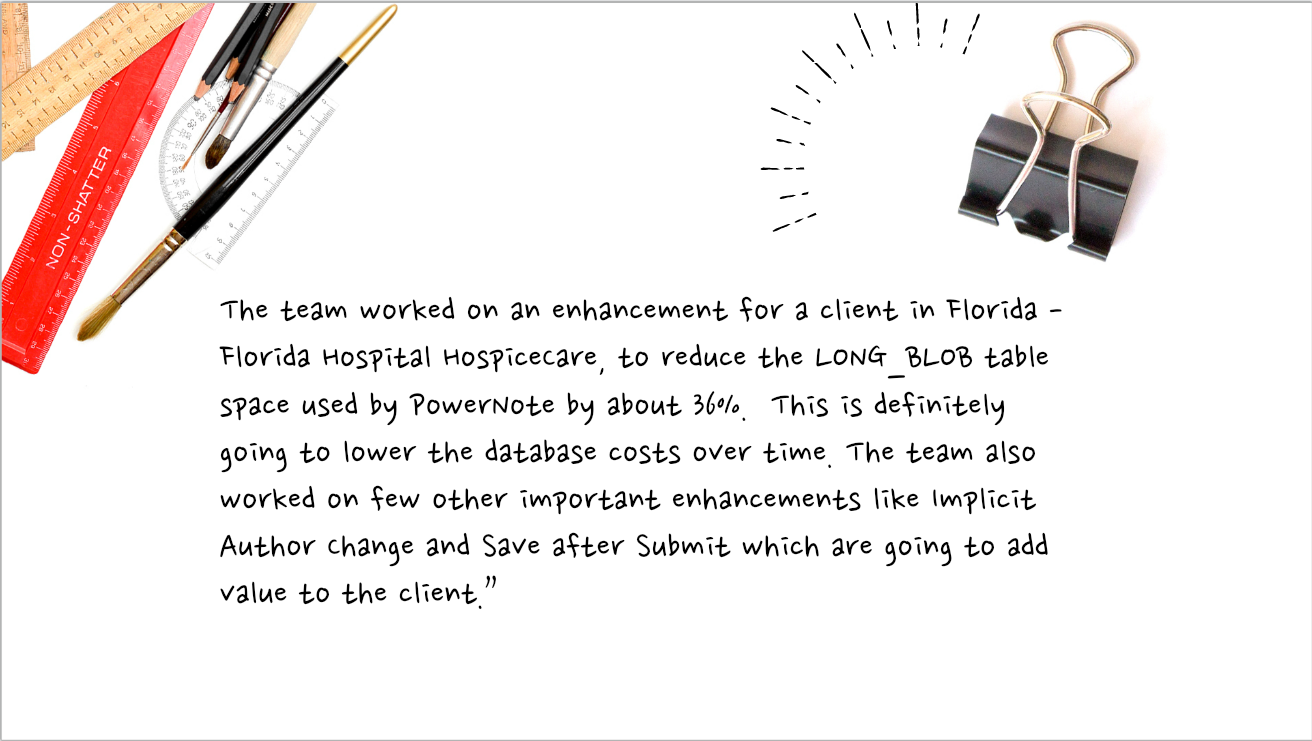 NON-SHATTER
The team worked on an enhancement for a client in Florida -
Florida Hospital Hospicecare, to reduce the LONG_BLOB table
space used by PowerNote by about 36%.  This is definitely
going to lower the database costs over time. The team also
worked on few other important enhancements like Implicit
Author Change and Save after Submit which are going to add
value to the client.”